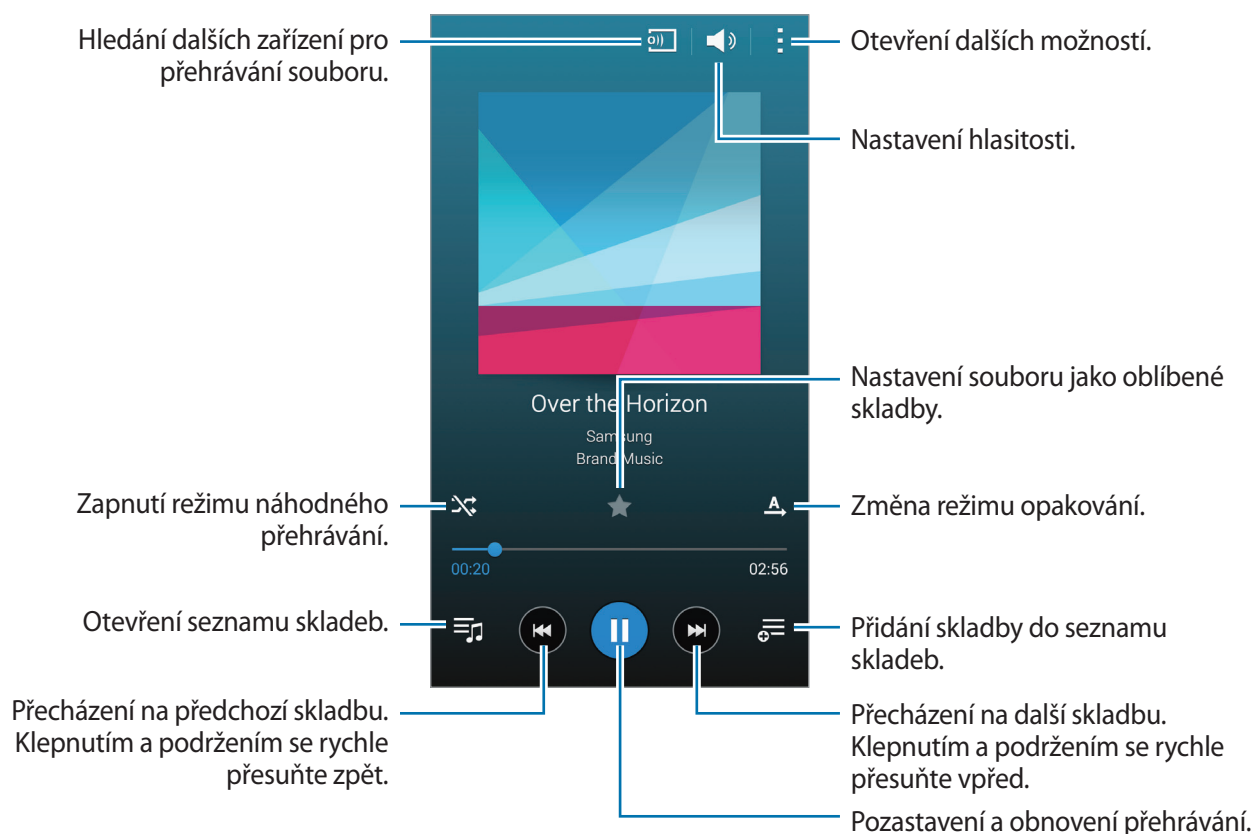 Hledání dalších zařízení pro
přehrávání souboru.
Otevření dalších možností.
Nastavení hlasitosti.
Nastavení souboru jako oblíbené
skladby.
Over the Horizon
Samsung
Brand Music
Zapnutí režimu náhodného
přehrávání.
A
Změna režimu opakování.
00:20
02:56
Otevření seznamu skladeb.
Přidání skladby do seznamu
skladeb.
Přecházení na předchozí skladbu.
Klepnutím a podržením se rychle
přesuňte zpět.
Přecházení na další skladbu.
Klepnutím a podržením se rychle
přesuňte vpřed.
Pozastavení a obnovení přehrávání.